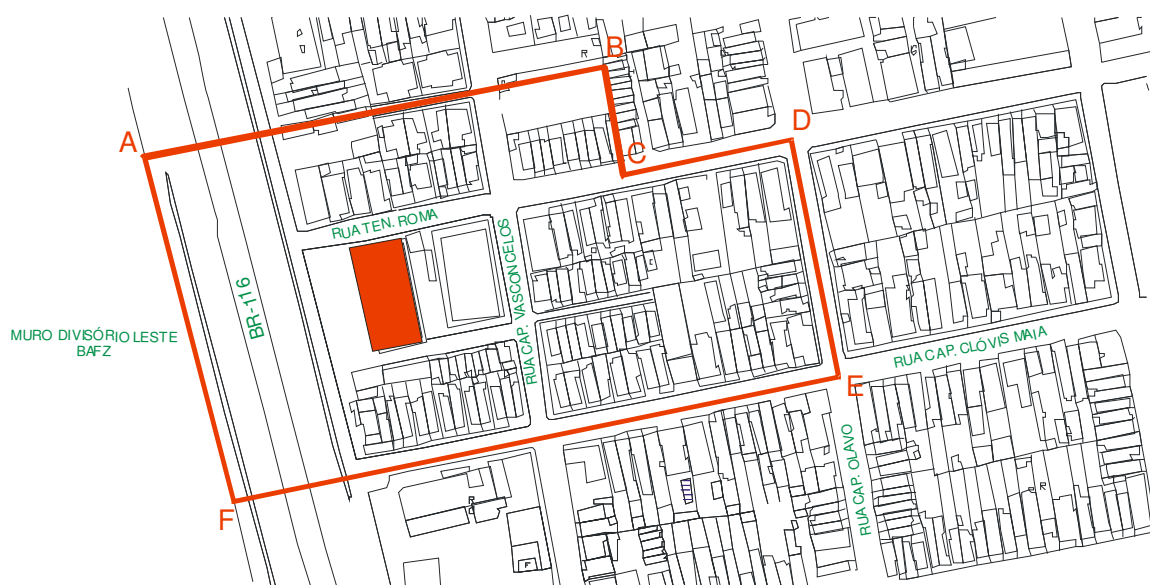 R
G
B
A
D
C
RUA TEN. ROMA
RUA CAP. VASCONCELOS
BR-116
MURO DIVISÓRIO LESTE
BAFZ
RUA CAP. CLÓVIS MAIA
E
RUA CAP. OLAVO
F
R
R
F